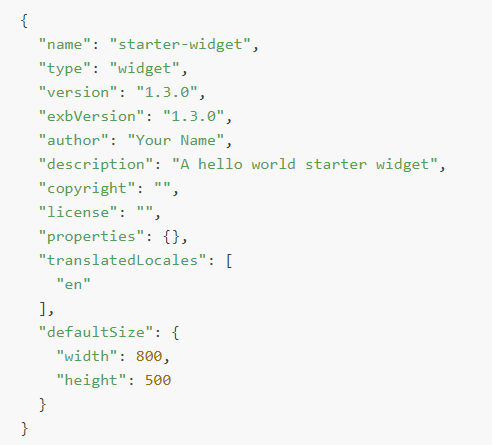 {
  "name": "starter-widget",
  "type": "widget",
  "version": "1.3.0",
  "exbVersion": "1.3.0",
  "author": "Your Name",
  "description": "A hello world starter widget",
  "copyright": "",
  "license": "",
  "properties": {},
  "translatedLocales": [
    "en"
  ],
  "defaultSize": {
    "width": 800,
    "height": 500
  }
}